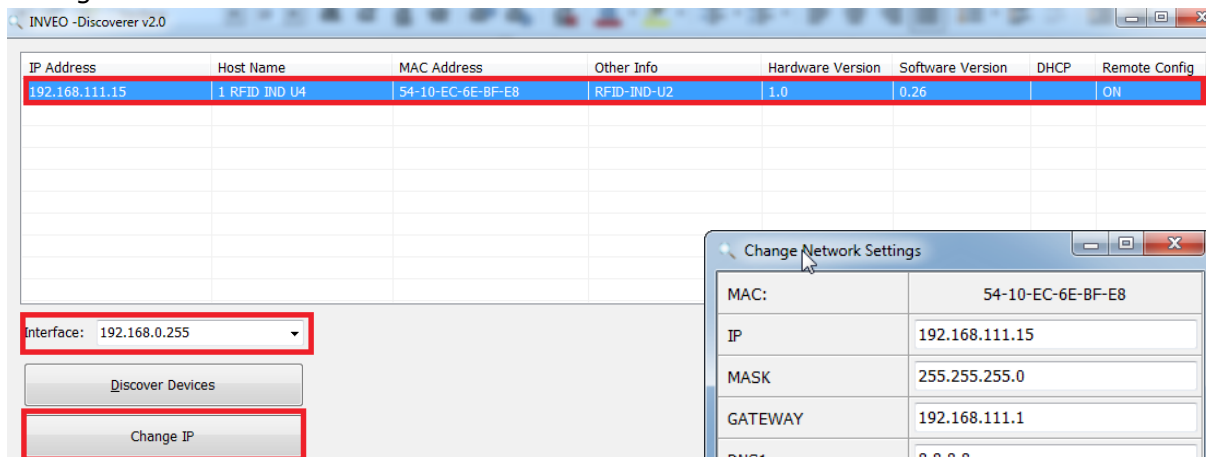 INVEO -Discoverer v2.0
IP Address Host Name MAC Address Other Info Hardware Version Software Version DHCP Remote Config
192.168.111.15 1 RFID IND U4 54-10-EC-6E-BF-E8 RFID-IND-U2 1.0 0.26 ON
Interface: 192.168.0.255
Discover Devices
Change IP
Change Network Settings
MAC: 54-10-EC-6E-BF-E8
IP 192.168.111.15
MASK 255.255.255.0
GATEWAY 192.168.111.1